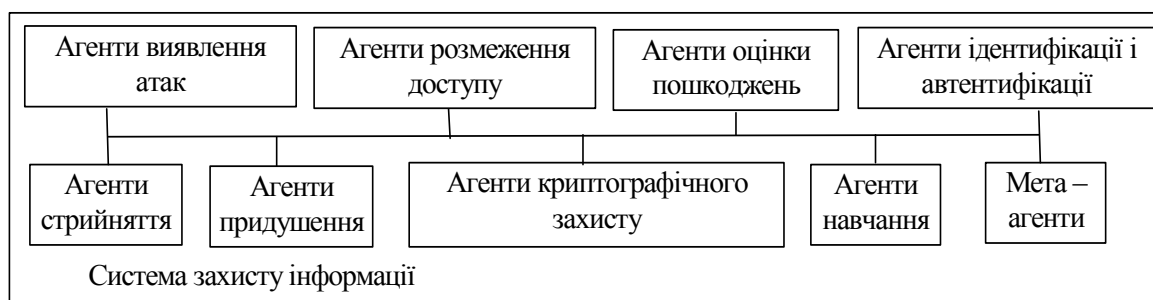 Агенти виявлення
атак
Агенти розмеження
доступу
Агенти оцінки
пошкоджень
Агенти ідентифікації і
автентифікації
Агенти
стрийняття
Агенти
придушення
Агенти криптографічного
захисту
Агенти
навчання
Мета –
агенти
Система захисту інформації